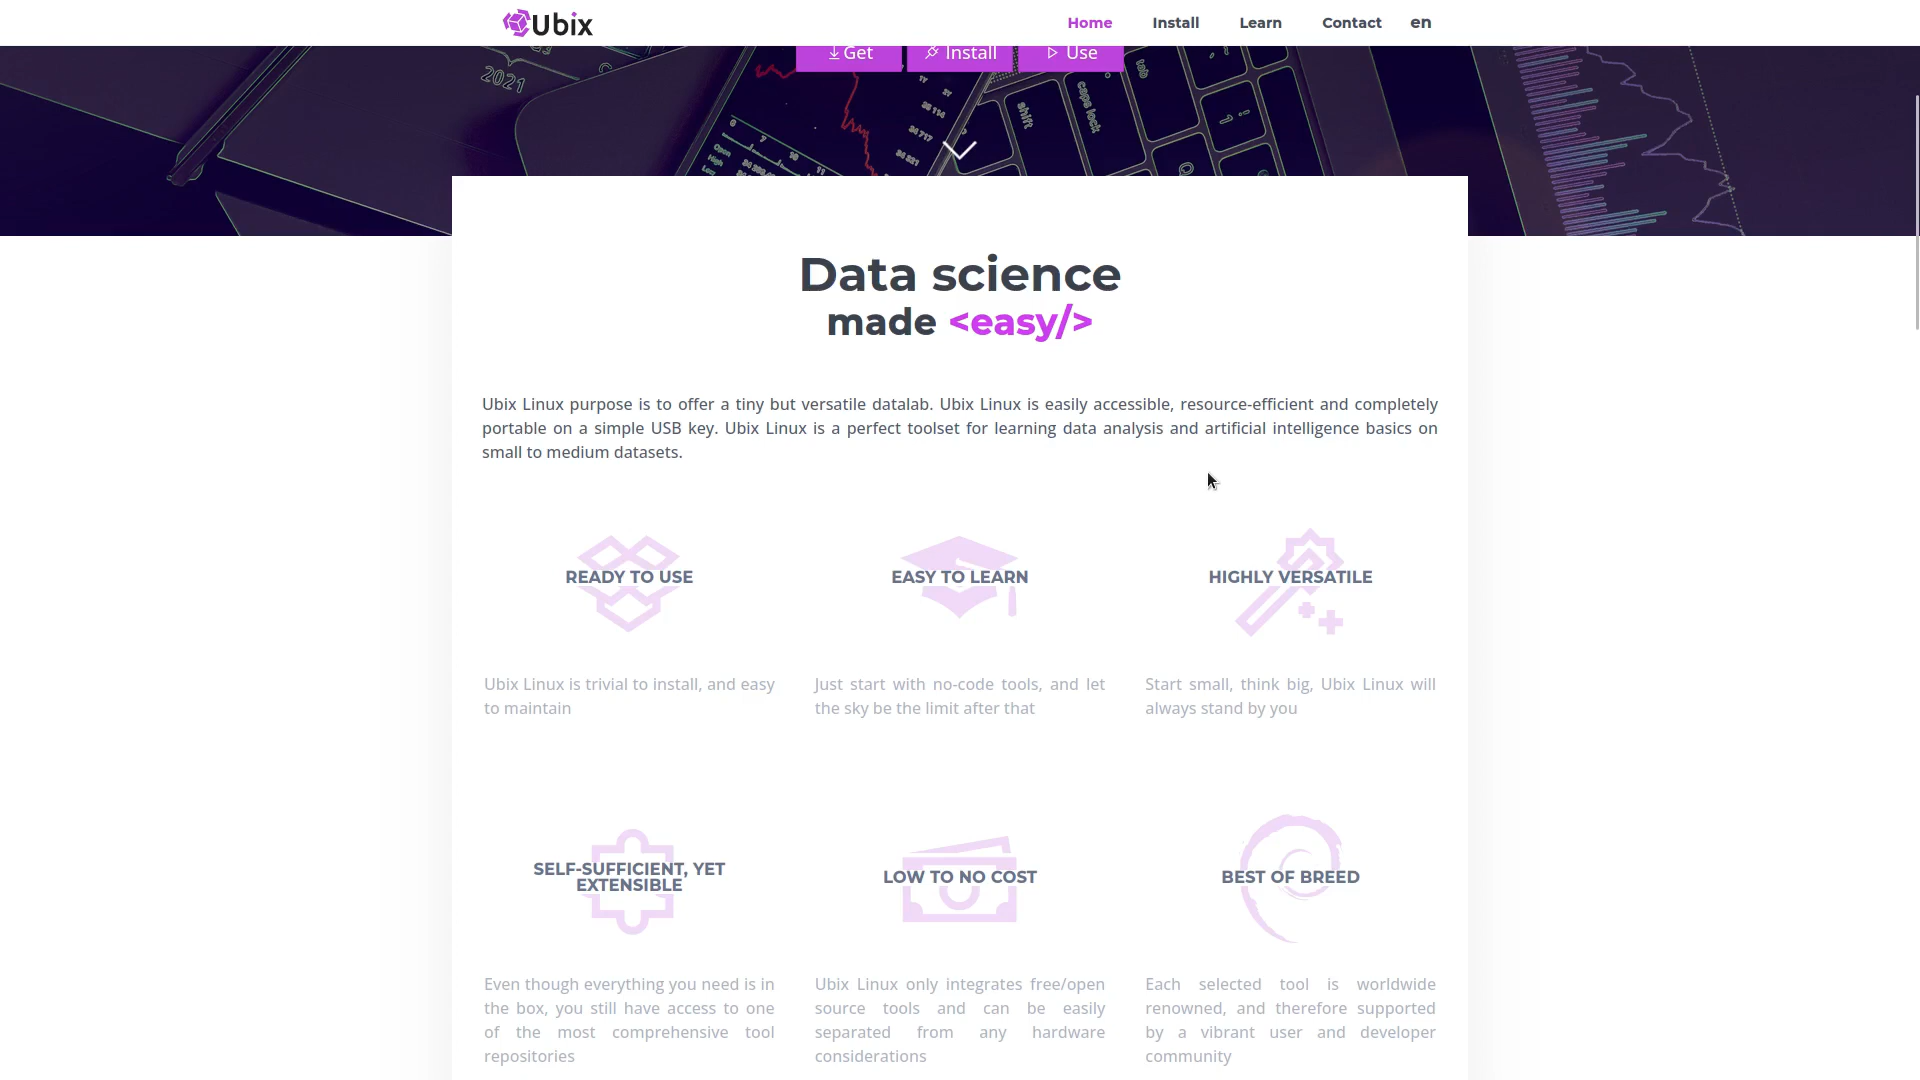 Ubix
Home Install Learn Contact en
Get Install Use
2021
shift
caps lock
tab
Open
High
Low
Data science
made <easy/>
Ubix Linux purpose is to offer a tiny but versatile datalab. Ubix Linux is easily accessible, resource-efficient and completely
portable on a simple USB key. Ubix Linux is a perfect toolset for learning data analysis and artificial intelligence basics on
small to medium datasets.
READY TO USE
Ubix Linux is trivial to install, and easy
to maintain
EASY TO LEARN
Just start with no-code tools, and let
the sky be the limit after that
HIGHLY VERSATILE
Start small, think big, Ubix Linux will
always stand by you
SELF-SUFFICIENT, YET
EXTENSIBLE
Even though everything you need is in
the box, you still have access to one
of the most comprehensive tool
repositories
LOW TO NO COST
Ubix Linux only integrates free/open
source tools and can be easily
separated from any hardware
considerations
BEST OF BREED
Each selected tool is worldwide
renowned, and therefore supported
by a vibrant user and developer
community